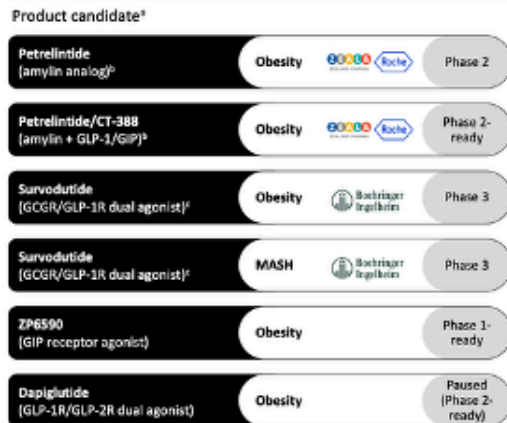 Product candidateª
Petrelintide
(amylin analog)ᵇ
Obesity
ZEALAND PHARMA
Roche
Phase 2
Petrelintide/CT-388
(amylin + GLP-1/GIP)ᵇ
Obesity
Roche
Phase 2-
ready
Survodutide
(GCGR/GLP-1R dual agonist)ᶜ
Obesity
Boehringer
Ingelheim
Phase 3
Survodutide
(GCGR/GLP-1R dual agonist)ᶜ
MASH
Boehringer
Ingelheim
Phase 3
ZP6590
(GIP receptor agonist)
Obesity
Phase 1-
ready
Dapiglutide
(GLP-1R/GLP-2R dual agonist)
Obesity
Paused
(Phase 2-
ready)